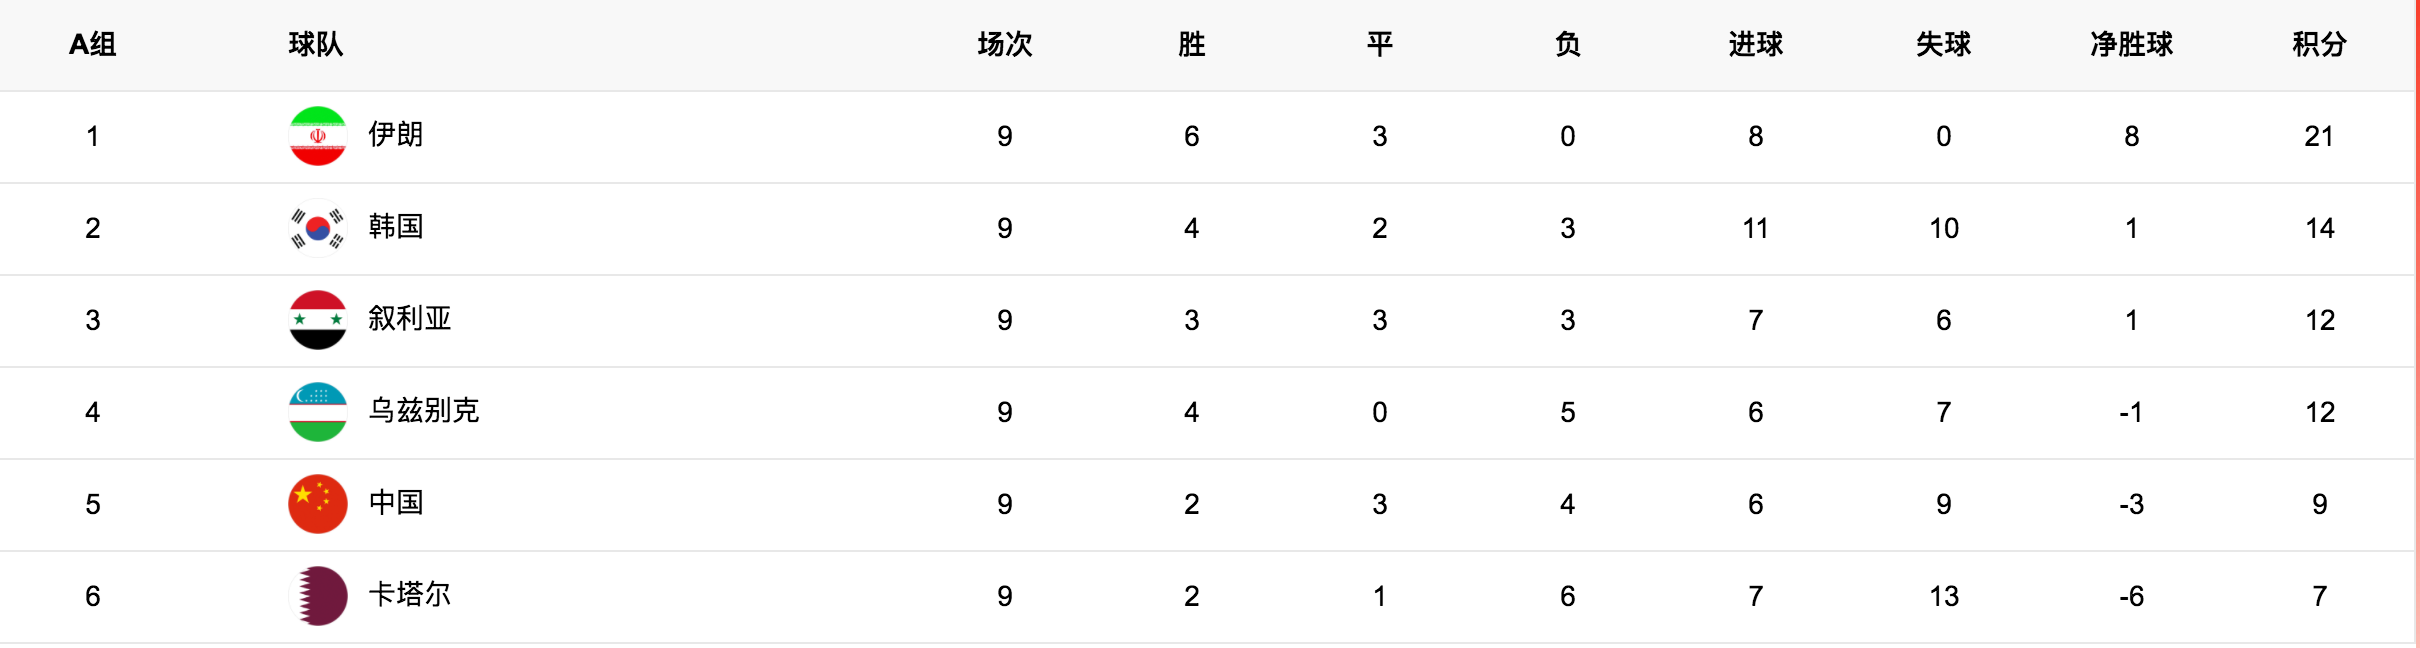 A组 球队 场次 胜 平 负 进球 失球 净胜球 积分
1 伊朗 9 6 3 0 8 0 8 21
2 韩国 9 4 2 3 11 10 1 14
3 叙利亚 9 3 3 3 7 6 1 12
4 乌兹别克 9 4 0 5 6 7 -1 12
5 中国 9 2 3 4 6 9 -3 9
6 卡塔尔 9 2 1 6 7 13 -6 7